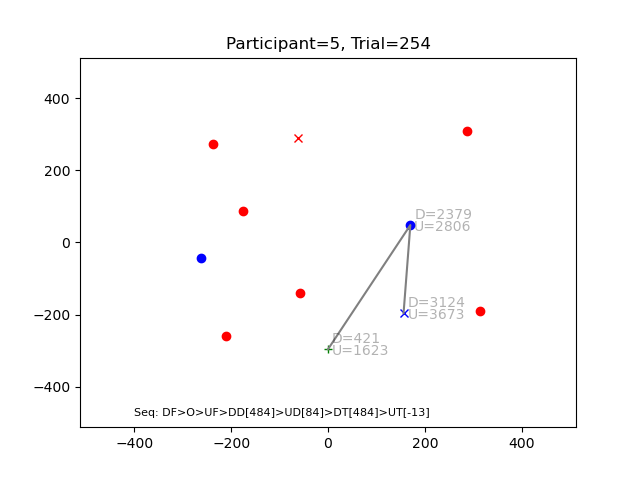 Participant=5, Trial=254
400
200
0
−200
−400
D=2379
U=2806
D=3124
U=3673
D=421
U=1623
Seq: DF>O>UF>DD[484]>UD[84]>DT[484]>UT[-13]
−400 −200 0 200 400